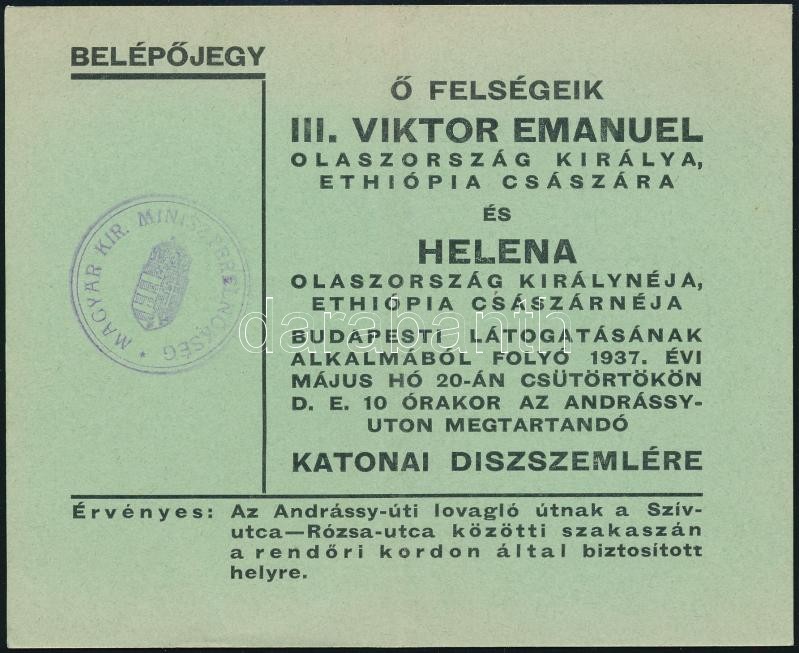 BELÉPŐJEGY
Ő FELSÉGEIK
III. VIKTOR EMANUEL
OLASZORSZÁG KIRÁLYA,
ETHIÓPIA CSÁSZÁRA
ÉS
HELENA
OLASZORSZÁG KIRÁLYNÉJA,
ETHIÓPIA CSÁSZÁRNÉJA
BUDAPESTI LÁTOGATÁSÁNAK
ALKALMÁBÓL FOLYÓ 1937. ÉVI
MÁJUS HÓ 20-ÁN CSÜTÖRTÖKÖN
D. E. 10 ÓRAKOR AZ ANDRÁSSY-
UTON MEGTARTANDÓ
KATONAI DISZSZEMLÉRE
MAGYAR KIR. MINISZTERELNÖKSÉG *
darabanth
Érvényes: Az Andrássy-úti lovagló útnak a Szív-
utca—Rózsa-utca közötti szakaszán
a rendőri kordon által biztosított
helyre.